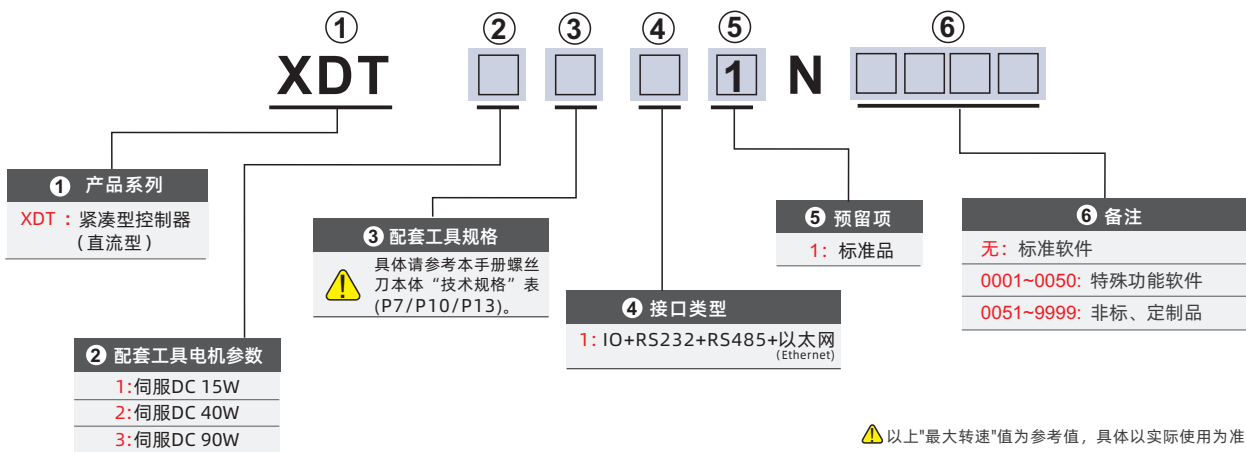 ① ② ③ ④ ⑤ ⑥
XDT □ □ □ 1 N □□□□
① 产品系列
XDT：紧凑型控制器
(直流型)
② 配套工具电机参数
1:伺服DC 15W
2:伺服DC 40W
3:伺服DC 90W
③ 配套工具规格
具体请参考本手册螺丝
刀本体“技术规格”表
(P7/P10/P13)。
④ 接口类型
1: IO+RS232+RS485+以太网
(Ethernet)
⑤ 预留项
1: 标准品
⑥ 备注
无: 标准软件
0001~0050: 特殊功能软件
0051~9999: 非标、定制品
以上"最大转速"值为参考值，具体以实际使用为准